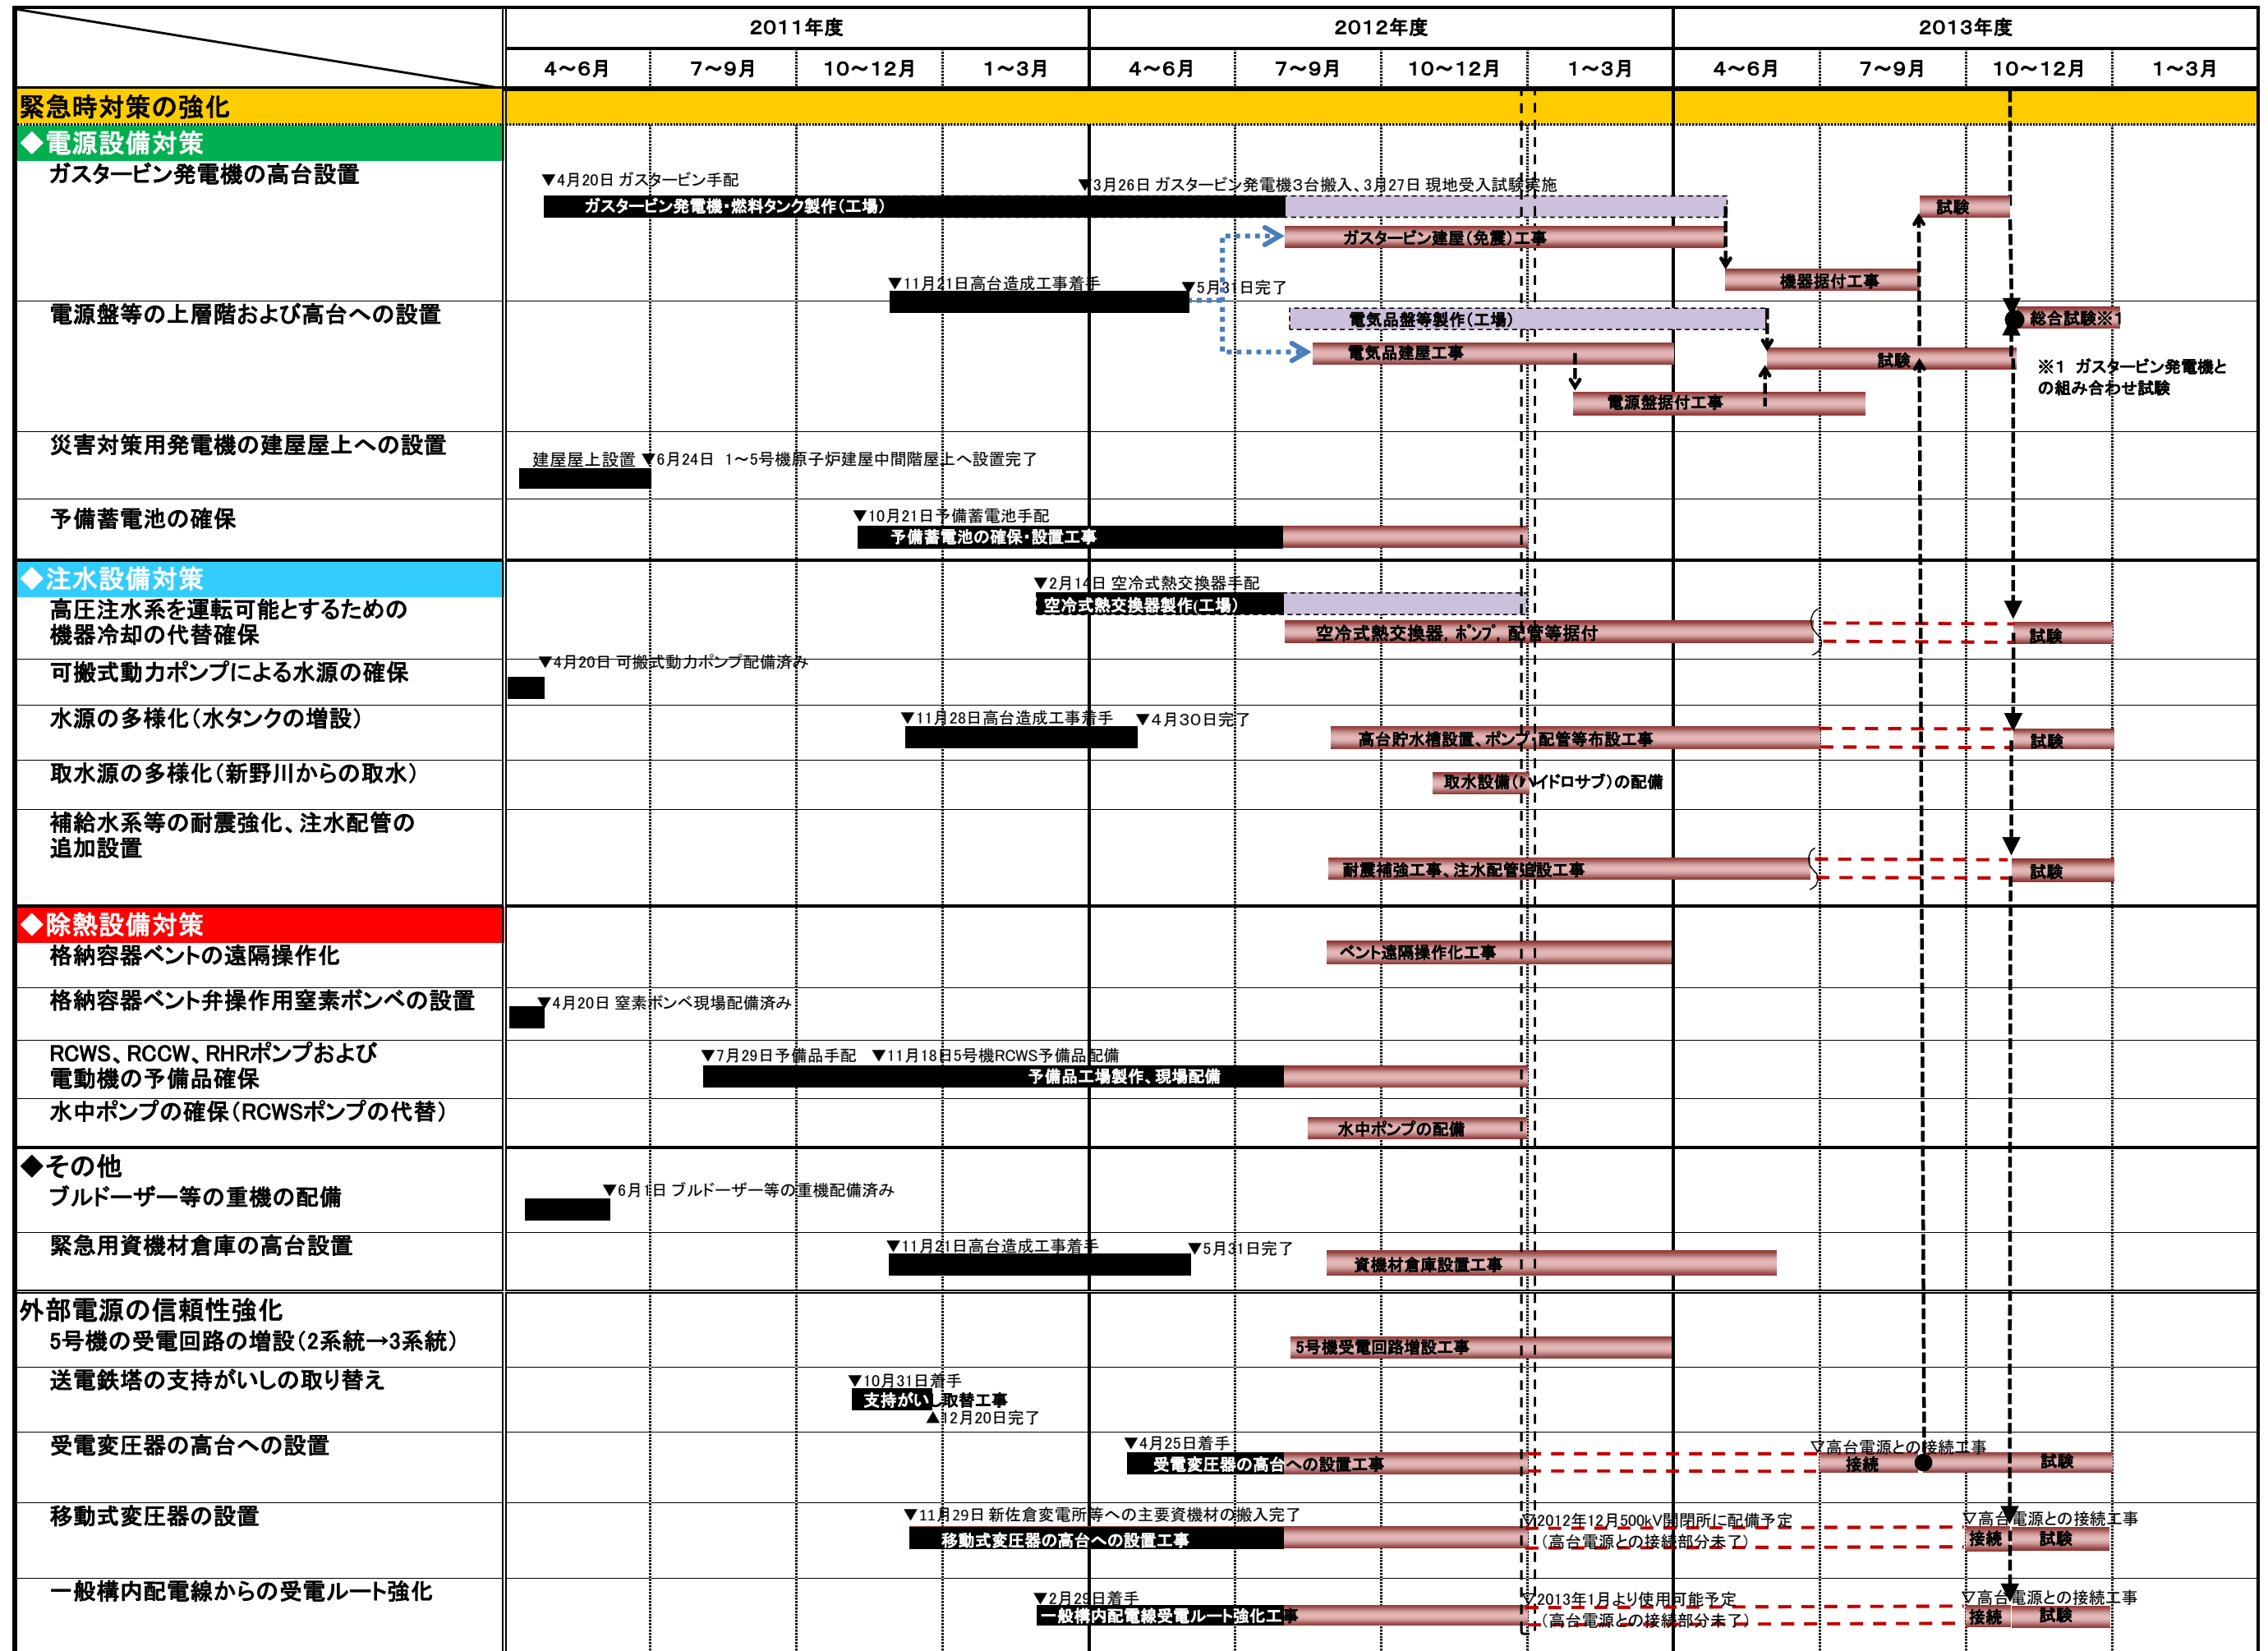 2011年度
2012年度
2013年度
4～6月
7～9月
10～12月
1～3月
4～6月
7～9月
10～12月
1～3月
4～6月
7～9月
10～12月
1～3月
緊急時対策の強化
◆電源設備対策
ガスタービン発電機の高台設置
▼4月20日 ガスタービン手配
▼3月26日 ガスタービン発電機3台搬入、3月27日 現地受入試験実施
ガスタービン発電機・燃料タンク製作(工場)
試験
ガスタービン建屋(免震)工事
機器据付工事
▼11月21日高台造成工事着手
▼5月31日完了
電源盤等の上層階および高台への設置
電気品盤等製作(工場)
総合試験※1
電気品建屋工事
試験
※1 ガスタービン発電機と
の組み合わせ試験
電源盤据付工事
災害対策用発電機の建屋屋上への設置
建屋屋上設置
▼6月24日 1～5号機原子炉建屋中間階屋上へ設置完了
予備蓄電池の確保
▼10月21日予備蓄電池手配
予備蓄電池の確保・設置工事
◆注水設備対策
高圧注水系を運転可能とするための
機器冷却の代替確保
▼2月14日 空冷式熱交換器手配
空冷式熱交換器製作(工場)
空冷式熱交換器,ポンプ,配管等据付
試験
可搬式動力ポンプによる水源の確保
▼4月20日 可搬式動力ポンプ配備済み
水源の多様化(水タンクの増設)
▼11月28日高台造成工事着手
▼4月30日完了
高台貯水槽設置、ポンプ・配管等布設工事
試験
取水源の多様化(新野川からの取水)
取水設備(ハイドロサブ)の配備
補給水系等の耐震強化、注水配管の
追加設置
耐震補強工事、注水配管追設工事
試験
◆除熱設備対策
格納容器ベントの遠隔操作化
ベント遠隔操作化工事
格納容器ベント弁操作用窒素ボンベの設置
▼4月20日 窒素ボンベ現場配備済み
RCWS、RCCW、RHRポンプおよび
電動機の予備品確保
▼7月29日予備品手配
▼11月18日5号機RCWS予備品配備
予備品工場製作、現場配備
水中ポンプの確保(RCWSポンプの代替)
水中ポンプの配備
◆その他
ブルドーザー等の重機の配備
▼6月1日 ブルドーザー等の重機配備済み
緊急用資機材倉庫の高台設置
▼11月21日高台造成工事着手
▼5月31日完了
資機材倉庫設置工事
外部電源の信頼性強化
5号機の受電回路の増設(2系統→3系統)
5号機受電回路増設工事
送電鉄塔の支持がいしの取り替え
▼10月31日着手
支持がいし取替工事
▲12月20日完了
受電変圧器の高台への設置
▼4月25日着手
受電変圧器の高台への設置工事
▽高台電源との接続工事
接続
試験
移動式変圧器の設置
▼11月29日 新佐倉変電所等への主要資機材の搬入完了
移動式変圧器の高台への設置工事
▽2012年12月500kV開閉所に配備予定
(高台電源との接続部分未了)
▽高台電源との接続工事
接続
試験
一般構内配電線からの受電ルート強化
▼2月29日着手
一般構内配電線受電ルート強化工事
▽2013年1月より使用可能予定
(高台電源との接続部分未了)
▽高台電源との接続工事
接続
試験